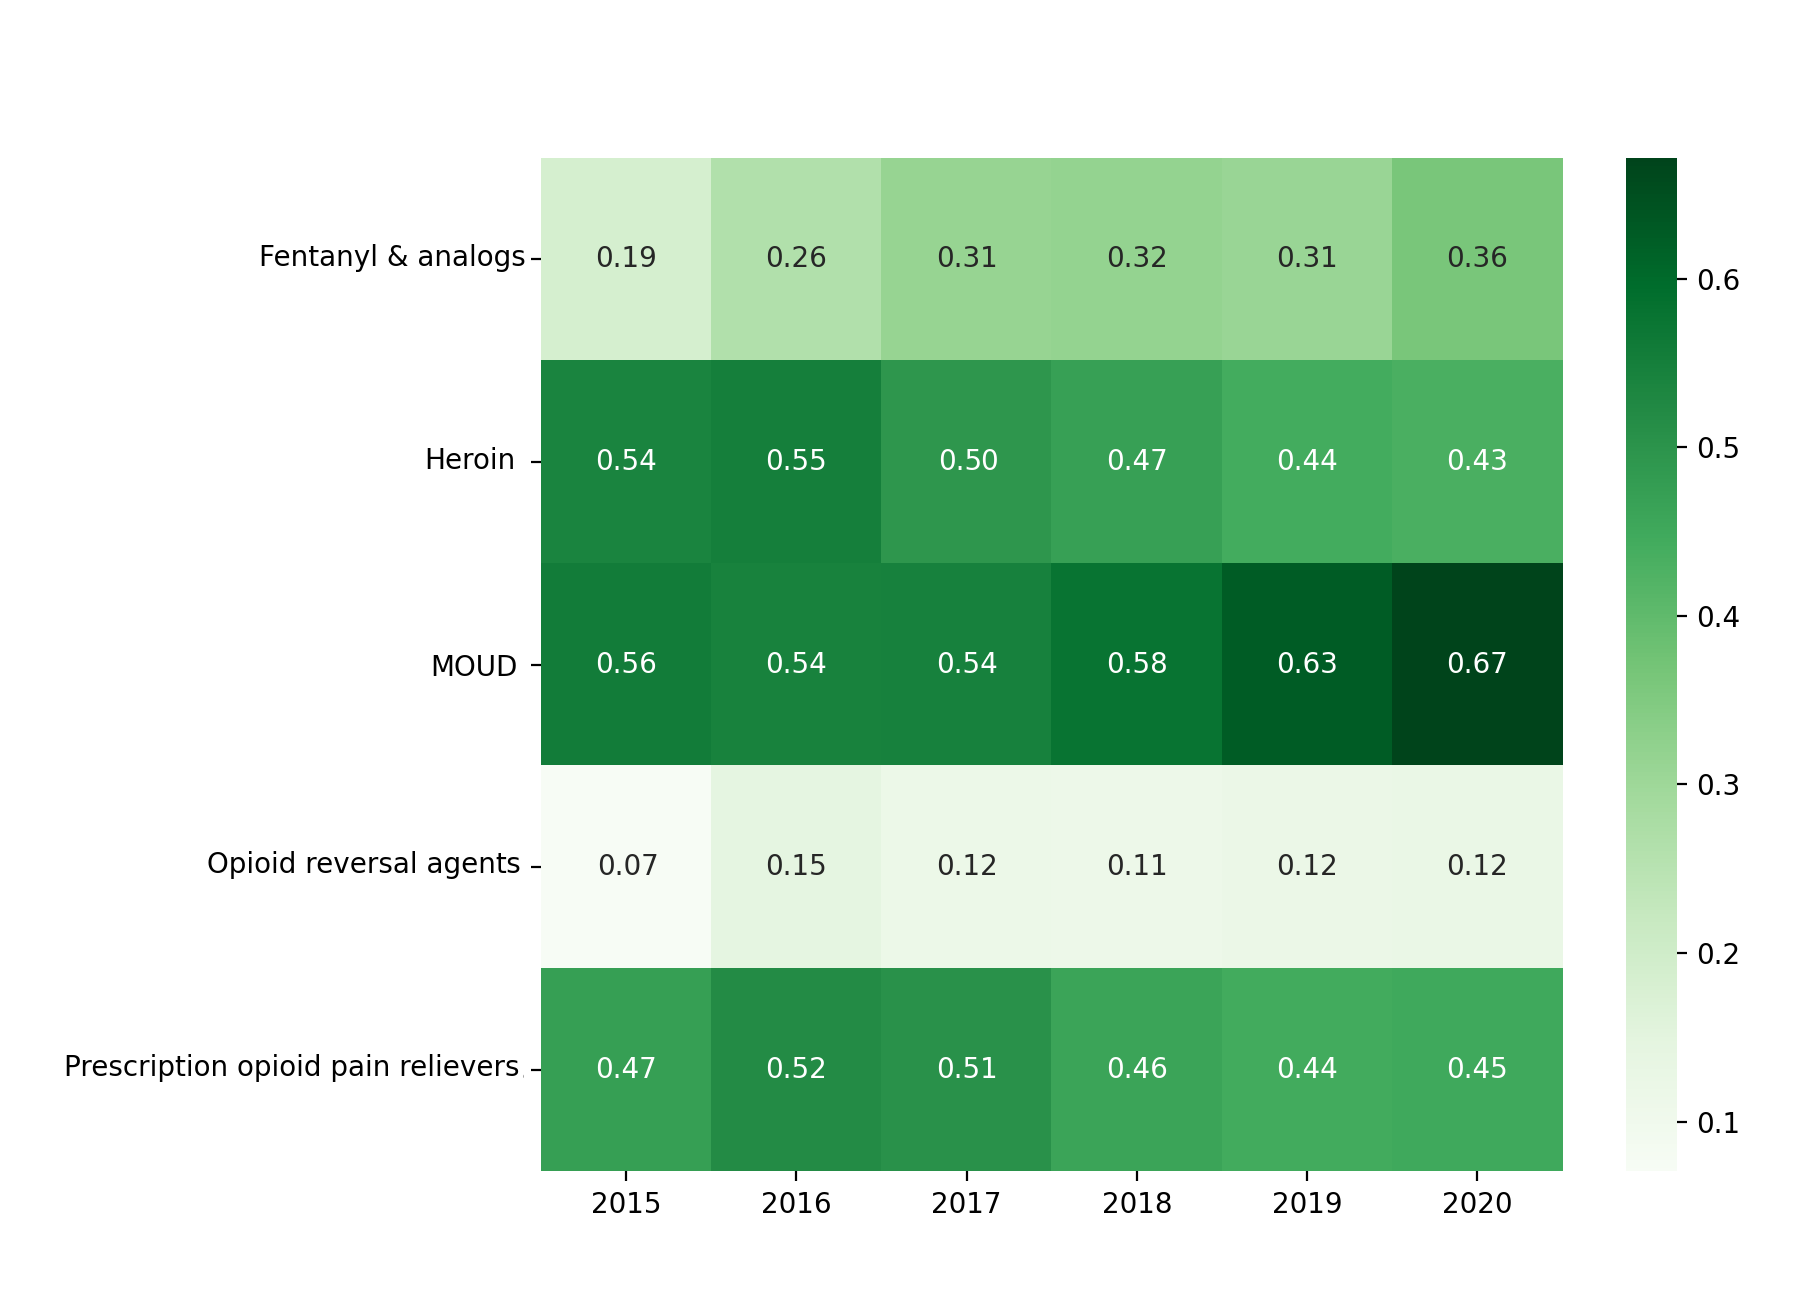 Fentanyl & analogs 0.19 0.26 0.31 0.32 0.31 0.36
0.6
Heroin 0.54 0.55 0.50 0.47 0.44 0.43
0.5
0.4
MOUD 0.56 0.54 0.54 0.58 0.63 0.67
0.3
Opioid reversal agents 0.07 0.15 0.12 0.11 0.12 0.12
0.2
Prescription opioid pain relievers 0.47 0.52 0.51 0.46 0.44 0.45
0.1
2015 2016 2017 2018 2019 2020